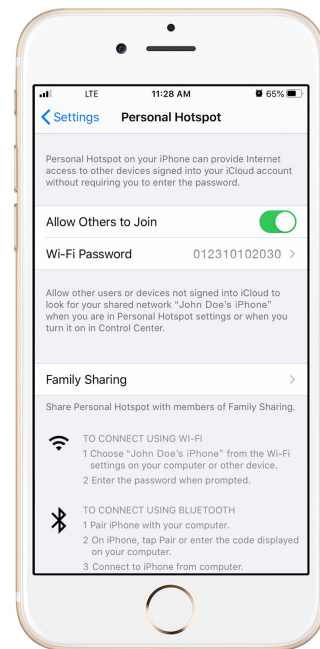 LTE 11:28 AM 65%
Settings Personal Hotspot
Personal Hotspot on your iPhone can provide Internet
access to other devices signed into your iCloud account
without requiring you to enter the password.
Allow Others to Join
Wi-Fi Password 012310102030
Allow other users or devices not signed into iCloud to
look for your shared network “John Doe's iPhone”
when you are in Personal Hotspot settings or when you
turn it on in Control Center.
Family Sharing
Share Personal Hotspot with members of Family Sharing.
TO CONNECT USING WI-FI
1 Choose “John Doe's iPhone” from the Wi-Fi
settings on your computer or other device.
2 Enter the password when prompted.
TO CONNECT USING BLUETOOTH
1 Pair iPhone with your computer.
2 On iPhone, tap Pair or enter the code displayed
on your computer.
3 Connect to iPhone from computer.